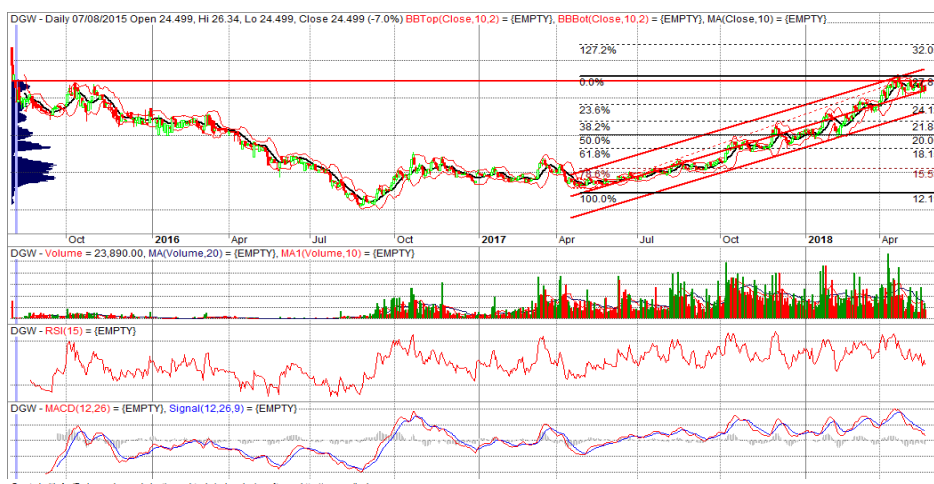 DGW - Daily 07/08/2015 Open 24.499, Hi 26.34, Lo 24.499, Close 24.499 (-7.0%) BBTop(Close,10,2) = {EMPTY}, BBBot(Close,10,2) = {EMPTY}, MA(Close,10) = {EMPTY}
127.2% 32.0
0.0% 27.8
23.6% 24.1
38.2% 21.8
50.0% 20.0
61.8% 18.1
78.6% 15.5
100.0% 12.1
Oct 2016 Apr Jul Oct 2017 Apr Jul Oct 2018 Apr
DGW - Volume = 23,890.00, MA(Volume,20) = {EMPTY}, MA1(Volume,10) = {EMPTY}
DGW - RSI(15) = {EMPTY}
DGW - MACD(12,26) = {EMPTY}, Signal(12,26,9) = {EMPTY}